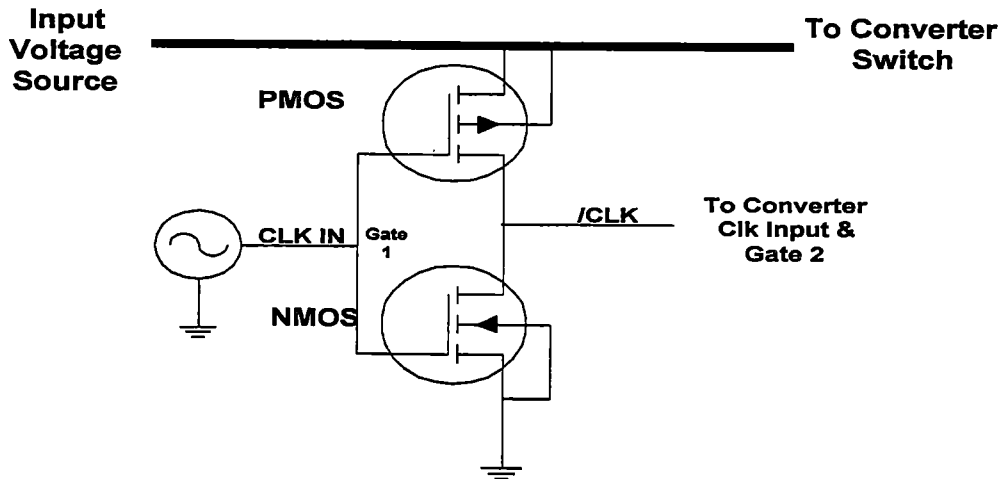 Input
Voltage
Source
To Converter
Switch
PMOS
/CLK
To Converter
Clk Input &
Gate 2
CLK IN
Gate
1
NMOS